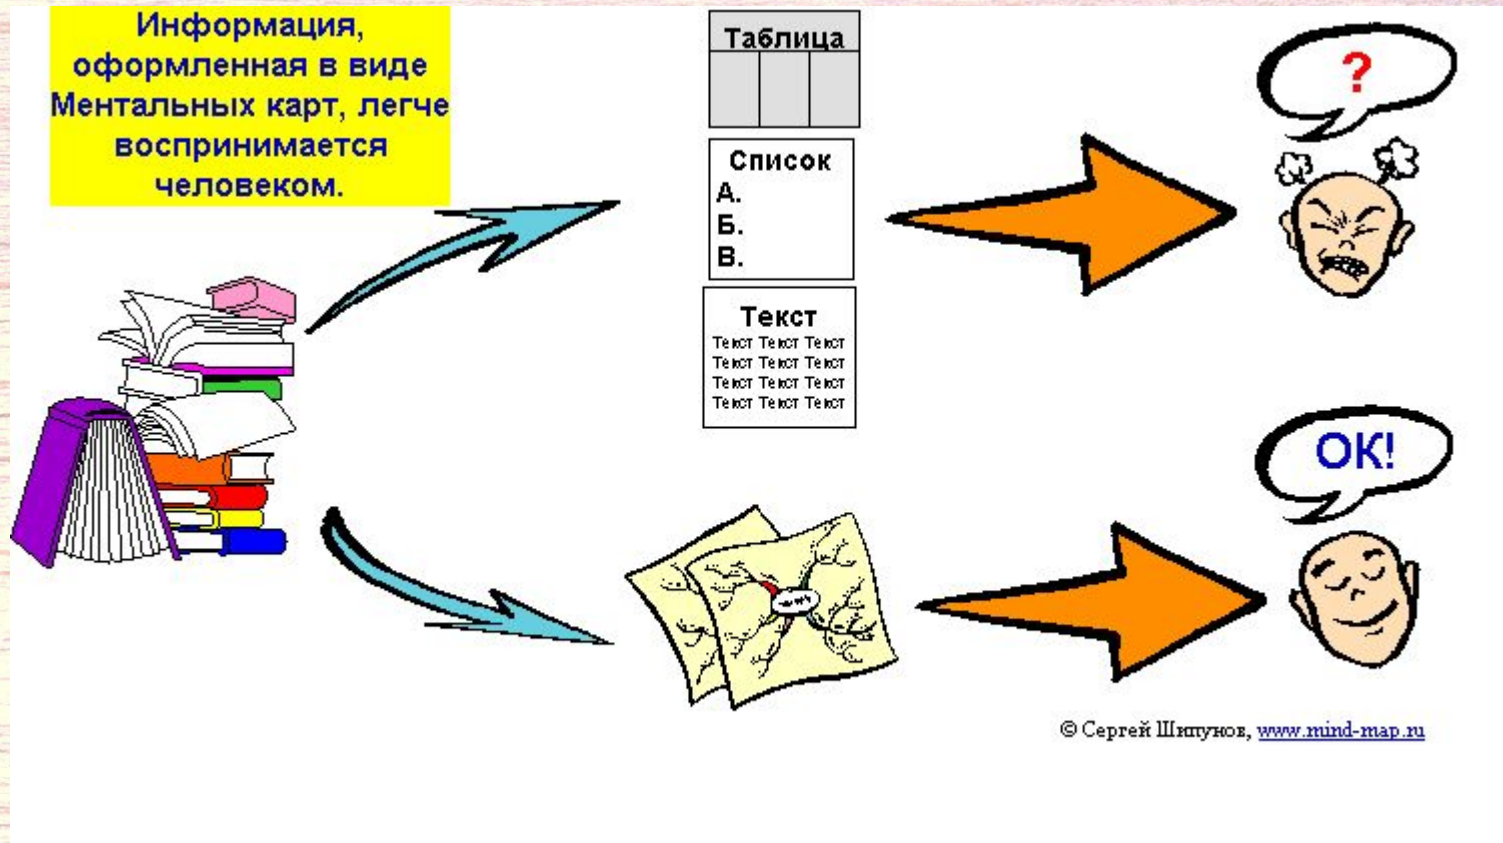 Информация,
оформленная в виде
Ментальных карт, легче
воспринимается
человеком.
Таблица
Список
А.
Б.
В.
Текст
Текст Текст Текст
Текст Текст Текст
Текст Текст Текст
Текст Текст Текст
?
ОК!
© Сергей Шипунов, www.mind-map.ru